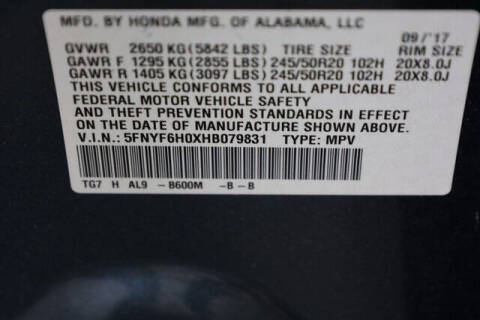 MFD. BY HONDA MFG. OF ALABAMA, LLC
09/'17
GVWR 2650 KG (5842 LBS) TIRE SIZE RIM SIZE
GAWR F 1295 KG (2855 LBS) 245/50R20 102H 20X8.0J
GAWR R 1405 KG (3097 LBS) 245/50R20 102H 20X8.0J
THIS VEHICLE CONFORMS TO ALL APPLICABLE
FEDERAL MOTOR VEHICLE SAFETY
AND THEFT PREVENTION STANDARDS IN EFFECT
ON THE DATE OF MANUFACTURE SHOWN ABOVE.
V.I.N.: 5FNYF6H0XHB079831 TYPE: MPV
TG7 H AL9 - B600M -B - B